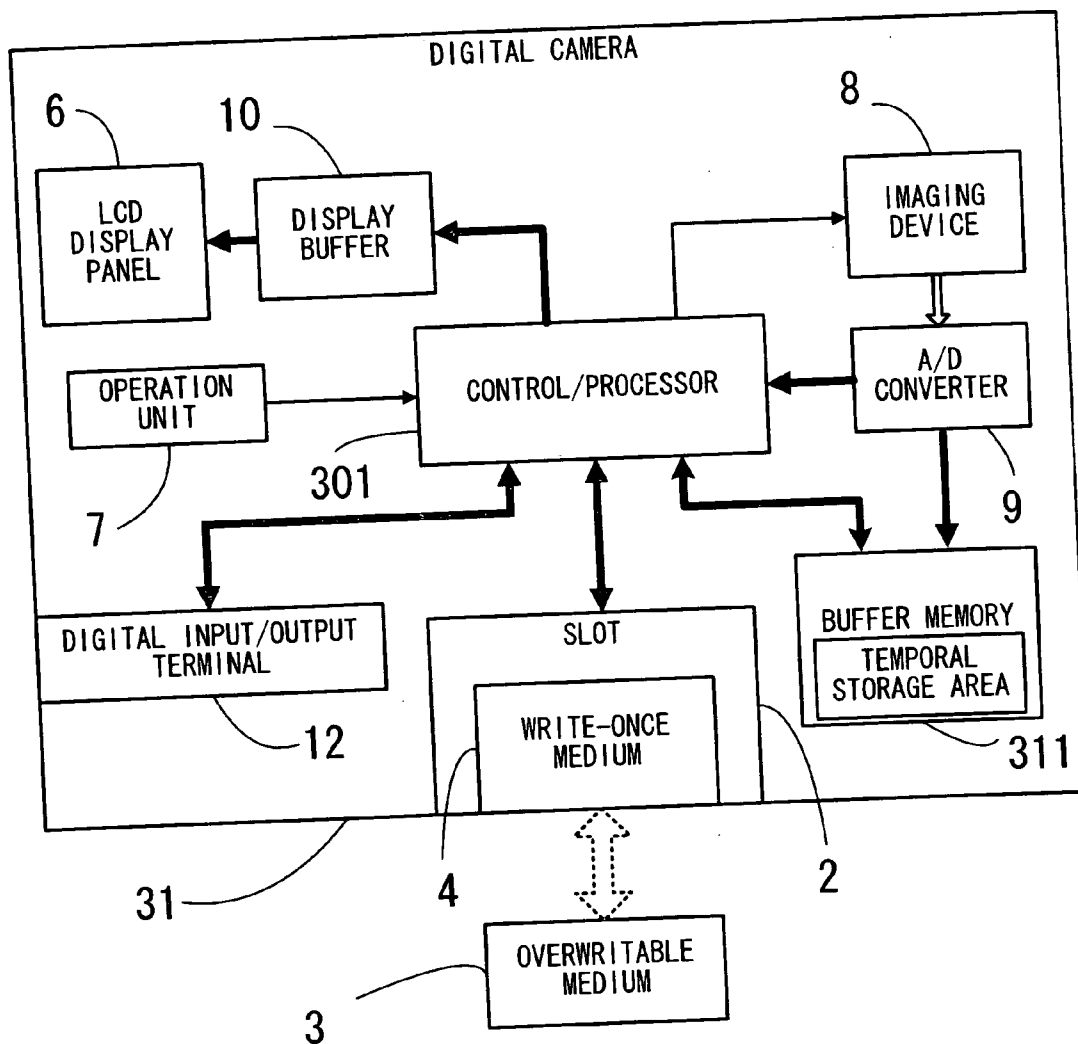 DIGITAL CAMERA
6
10
8
LCD
DISPLAY
PANEL
DISPLAY
BUFFER
IMAGING
DEVICE
OPERATION
UNIT
CONTROL/PROCESSOR
A/D
CONVERTER
7
301
9
DIGITAL INPUT/OUTPUT
TERMINAL
SLOT
BUFFER MEMORY
TEMPORAL
STORAGE AREA
12
WRITE-ONCE
MEDIUM
311
31
4
2
OVERWRITABLE
MEDIUM
3